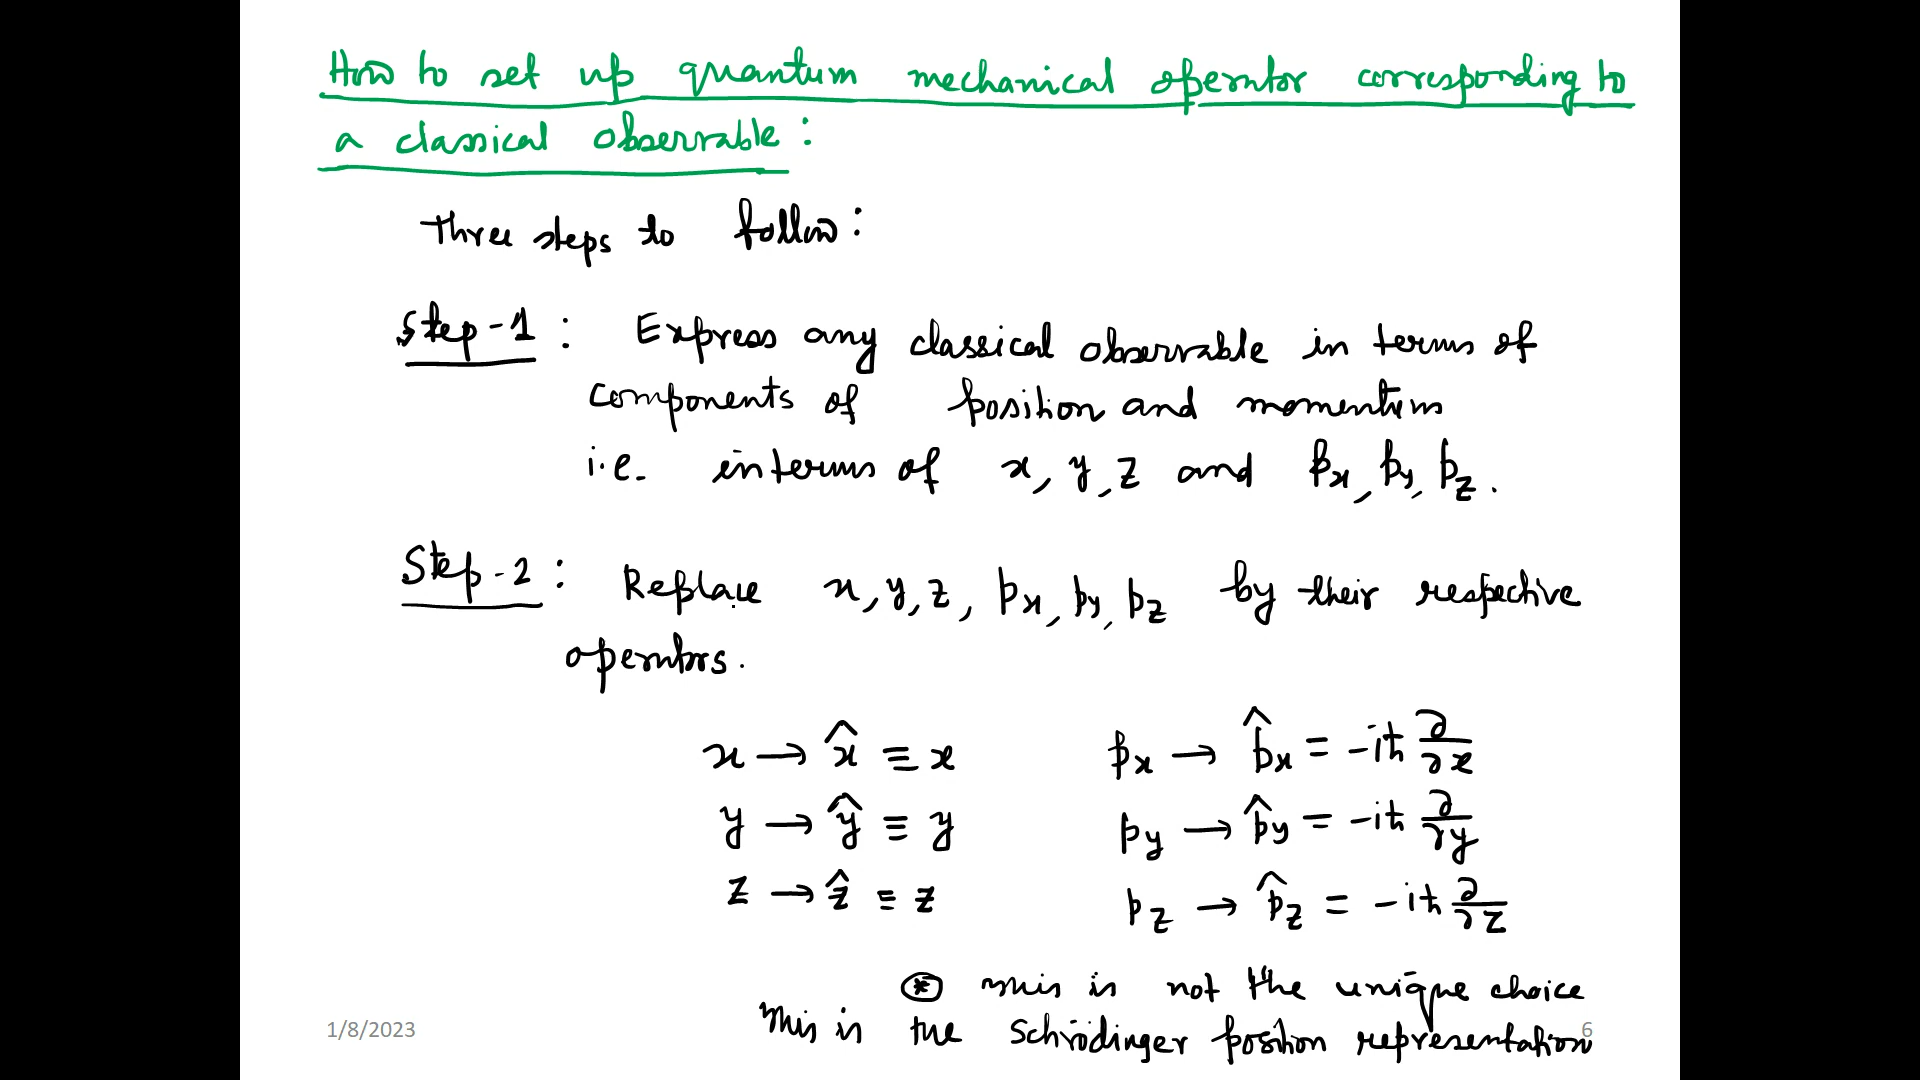 How to set up quantum mechanical operator corresponding to
a classical observable :
Three steps to follow :
Step-1 : Express any classical observable in terms of
components of position and momentum
i.e. in terms of x, y, z and px, py, pz.
Step-2 : Replace x, y, z, px, py, pz by their respective
operators.
x → x̂ ≡ x px → p̂x = -iħ ∂/∂x
y → ŷ ≡ y py → p̂y = -iħ ∂/∂y
z → ẑ ≡ z pz → p̂z = -iħ ∂/∂z
⊛ This is not the unique choice
This is the Schrödinger position representation
1/8/2023 6